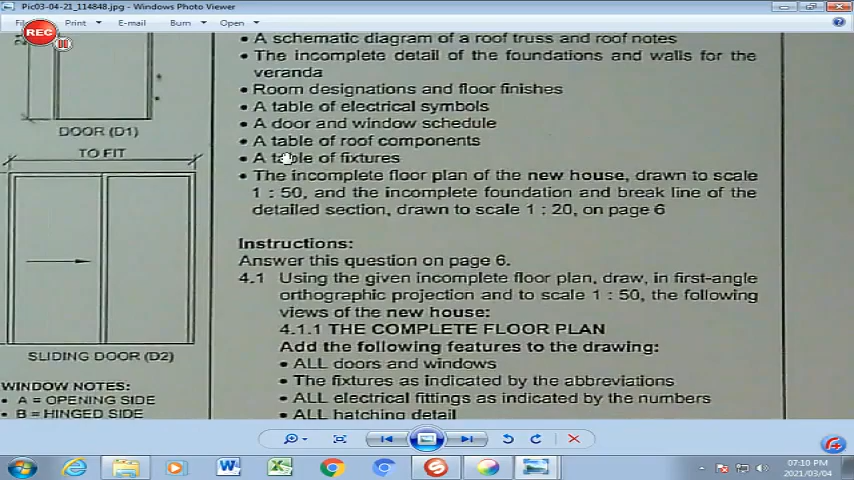 Pic03-04-21_114848.jpg - Windows Photo Viewer
Print
E-mail
Burn
Open
REC
• A schematic diagram of a roof truss and roof notes
• The incomplete detail of the foundations and walls for the
veranda
• Room designations and floor finishes
• A table of electrical symbols
• A door and window schedule
• A table of roof components
• A table of fixtures
• The incomplete floor plan of the new house, drawn to scale
1 : 50, and the incomplete foundation and break line of the
detailed section, drawn to scale 1 : 20, on page 6
Instructions:
Answer this question on page 6.
4.1 Using the given incomplete floor plan, draw, in first-angle
orthographic projection and to scale 1 : 50, the following
views of the new house:
4.1.1 THE COMPLETE FLOOR PLAN
Add the following features to the drawing:
• ALL doors and windows
• The fixtures as indicated by the abbreviations
• ALL electrical fittings as indicated by the numbers
• ALL hatching detail
DOOR (D1)
TO FIT
SLIDING DOOR (D2)
WINDOW NOTES:
• A = OPENING SIDE
• B = HINGED SIDE
07:10 PM
2021/03/04